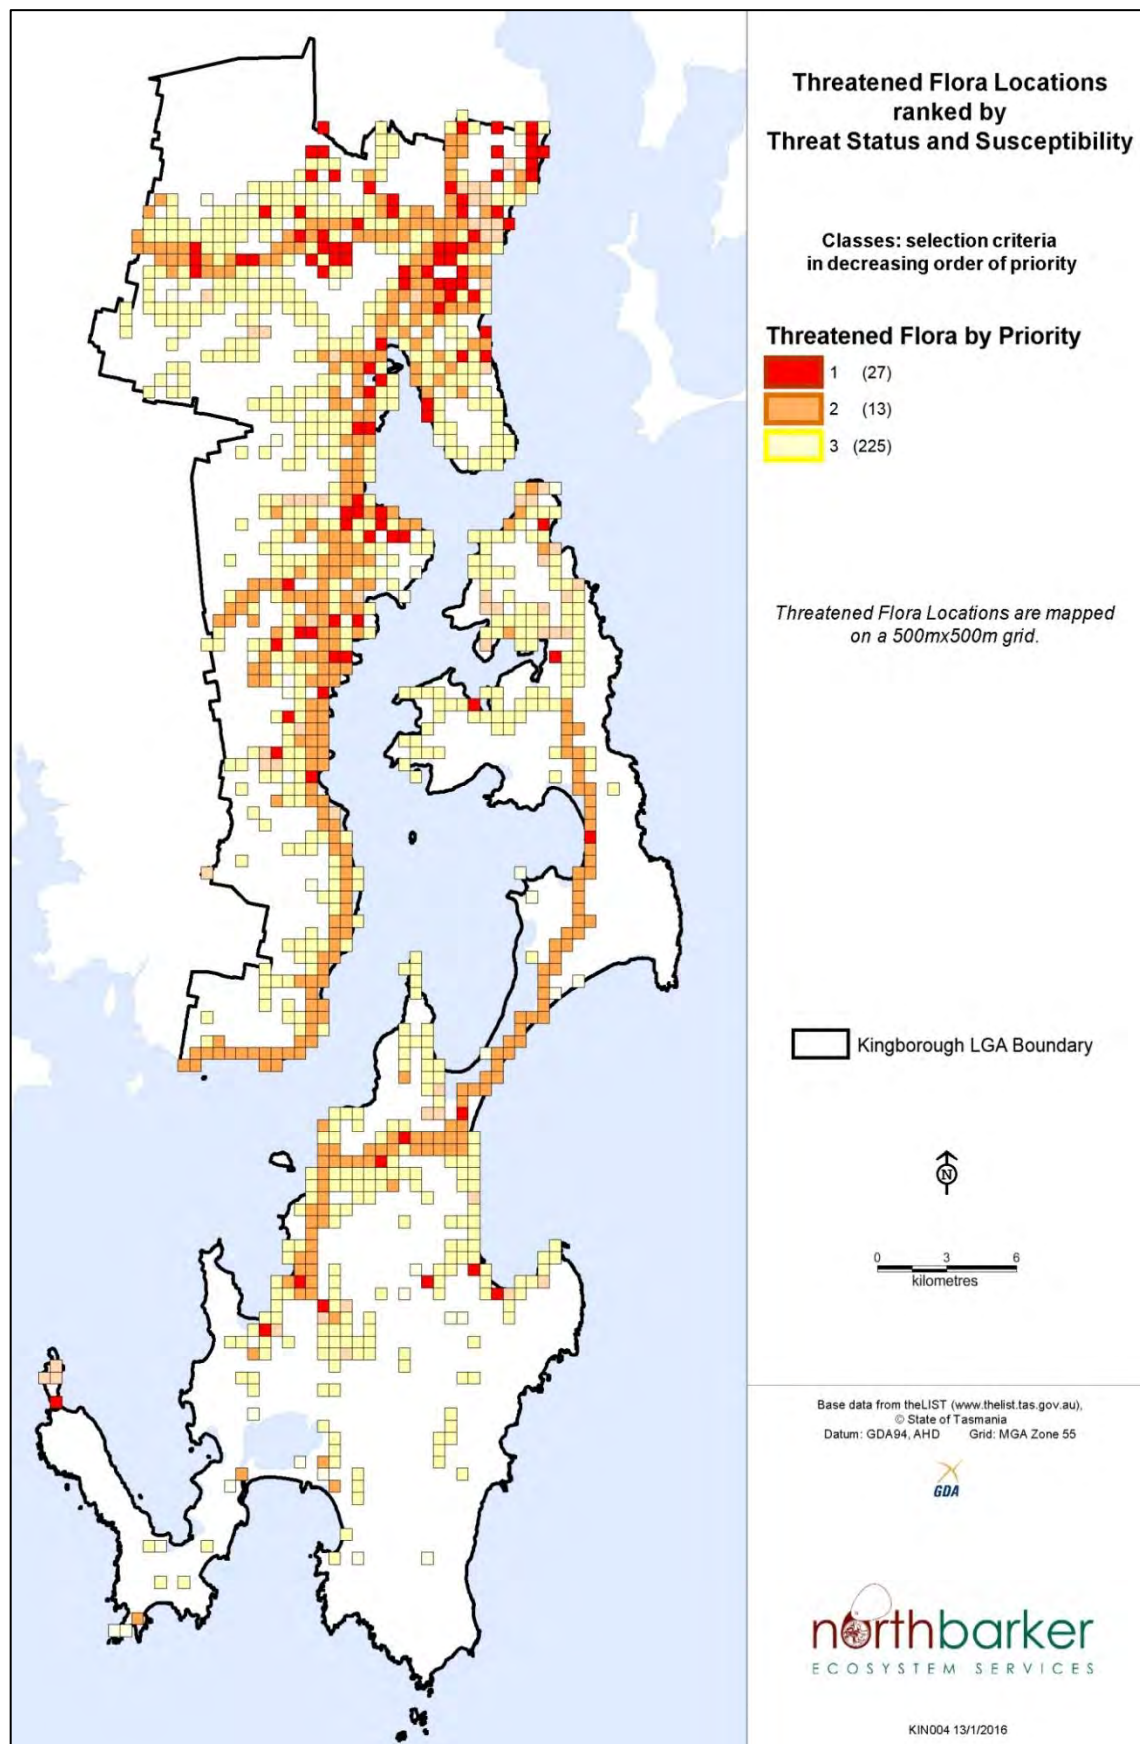 Threatened Flora Locations
ranked by
Threat Status and Susceptibility
Classes: selection criteria
in decreasing order of priority
Threatened Flora by Priority
1 (27)
2 (13)
3 (225)
Threatened Flora Locations are mapped
on a 500mx500m grid.
Kingborough LGA Boundary
N
0 3 6
kilometres
Base data from theLIST (www.thelist.tas.gov.au),
© State of Tasmania
Datum: GDA94, AHD Grid: MGA Zone 55
GDA
northbarker
ECOSYSTEM SERVICES
KIN004 13/1/2016